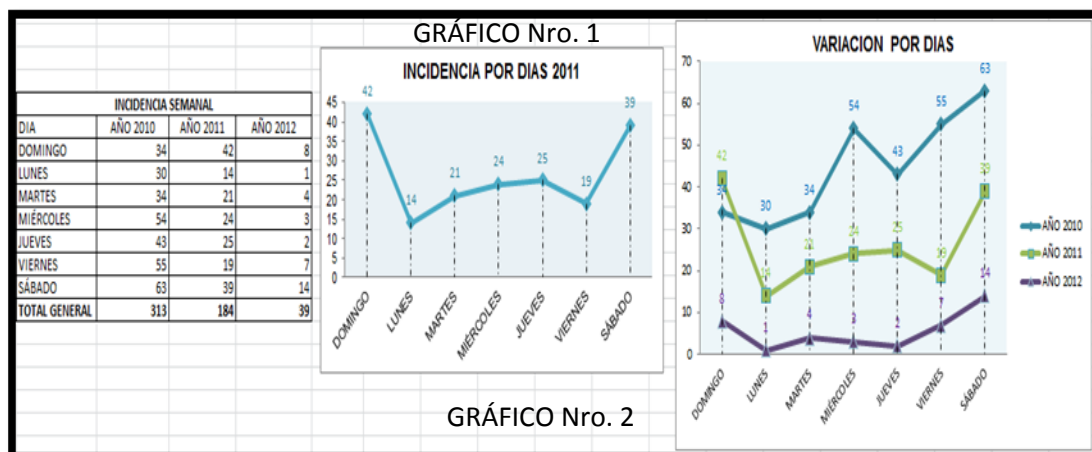 GRÁFICO Nro. 1
INCIDENCIA SEMANAL
DIA AÑO 2010 AÑO 2011 AÑO 2012
DOMINGO 34 42 8
LUNES 30 14 1
MARTES 34 21 4
MIÉRCOLES 54 24 3
JUEVES 43 25 2
VIERNES 55 19 7
SÁBADO 63 39 14
TOTAL GENERAL 313 184 39
INCIDENCIA POR DIAS 2011
45
40
35
30
25
20
15
10
5
0
42 14 21 24 25 19 39
DOMINGO LUNES MARTES MIÉRCOLES JUEVES VIERNES SÁBADO
VARIACION POR DIAS
70
60
50
40
30
20
10
0
34 30 34 54 43 55 63
42 14 21 24 25 19 39
8 1 4 3 2 7 14
DOMINGO LUNES MARTES MIÉRCOLES JUEVES VIERNES SÁBADO
AÑO 2010
AÑO 2011
AÑO 2012
GRÁFICO Nro. 2